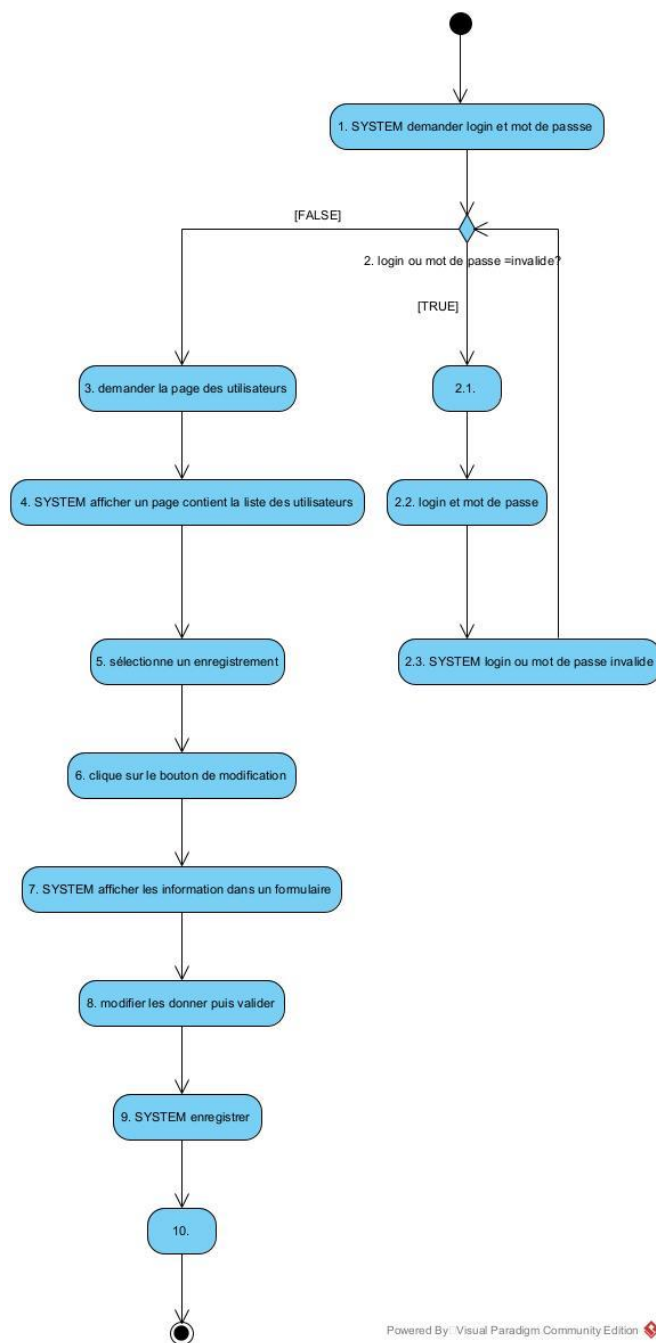 1. SYSTEM demander login et mot de passse
[FALSE]
2. login ou mot de passe =invalide?
[TRUE]
3. demander la page des utilisateurs
2.1.
4. SYSTEM afficher un page contient la liste des utilisateurs
2.2. login et mot de passe
5. sélectionne un enregistrement
2.3. SYSTEM login ou mot de passe invalide
6. clique sur le bouton de modification
7. SYSTEM afficher les information dans un formulaire
8. modifier les donner puis valider
9. SYSTEM enregistrer
10.
Powered By Visual Paradigm Community Edition